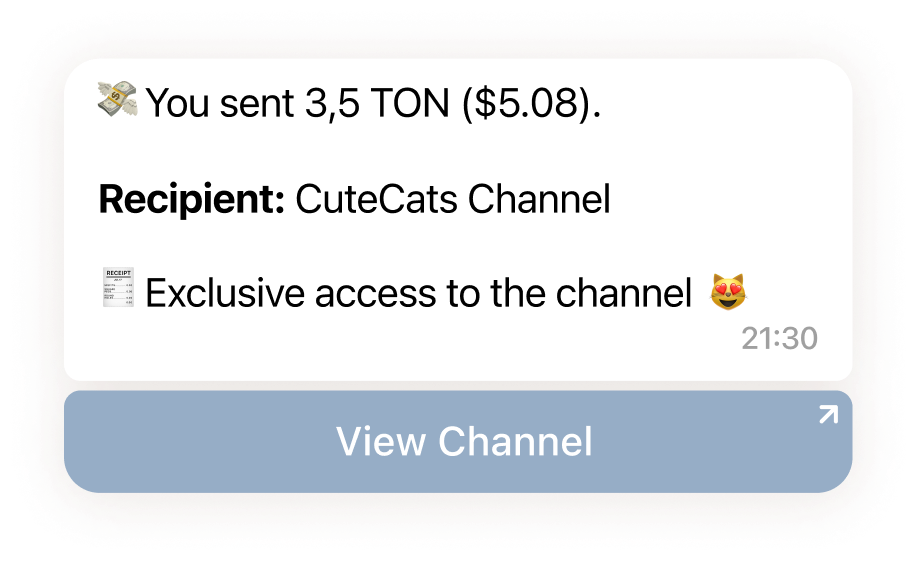 💸 You sent 3,5 TON ($5.08).
Recipient: CuteCats Channel
🧾 Exclusive access to the channel 😻
21:30
View Channel